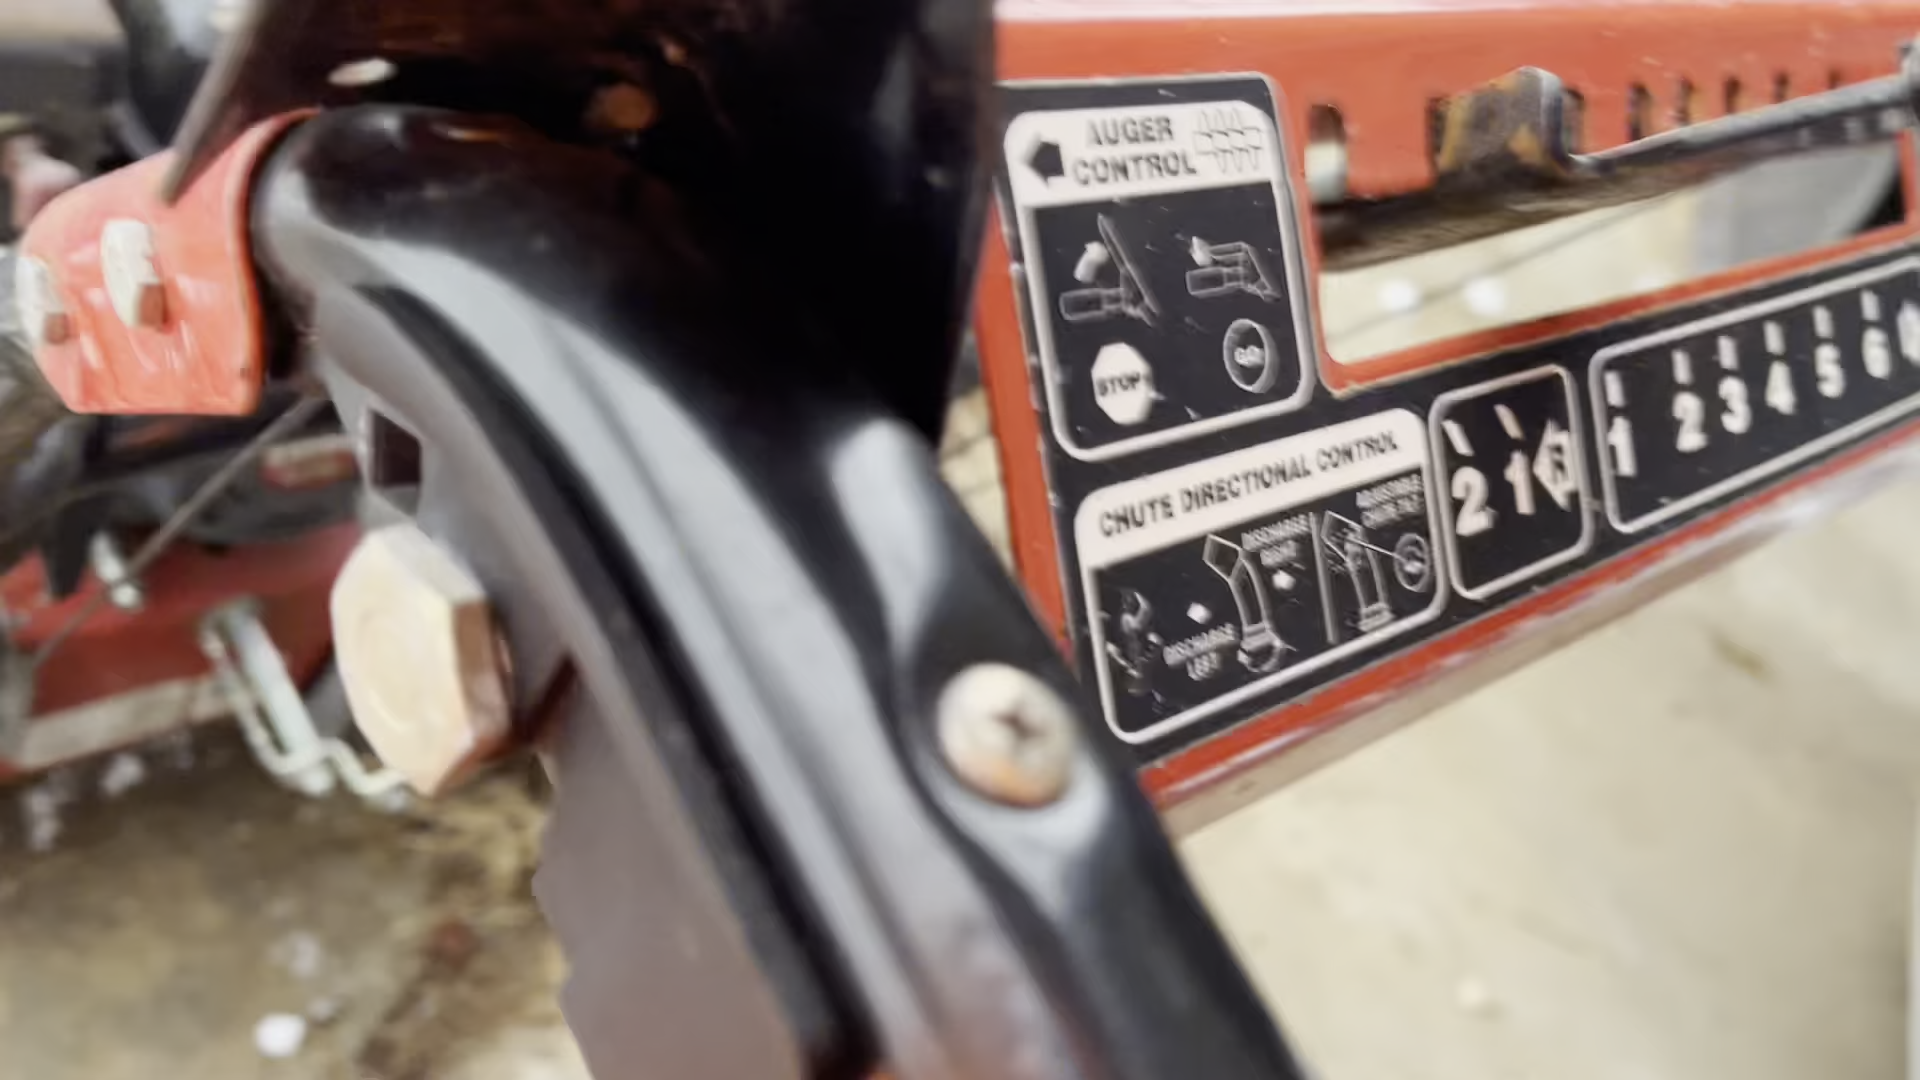 AUGER
CONTROL
STOP
GO
CHUTE DIRECTIONAL CONTROL
DISCHARGE
RIGHT
DISCHARGE
LEFT
2 1 R
1 2 3 4 5 6